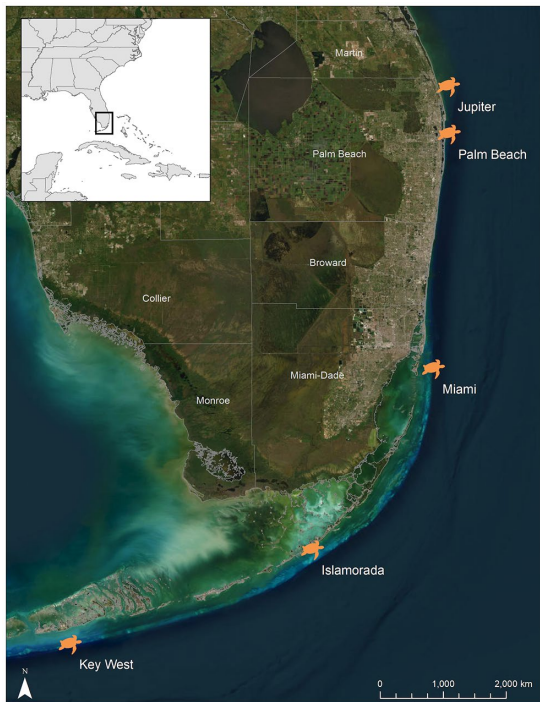 Martin
Jupiter
Palm Beach
Palm Beach
Broward
Collier
Miami-Dade
Miami
Monroe
Islamorada
Key West
N
0 1,000 2,000 km